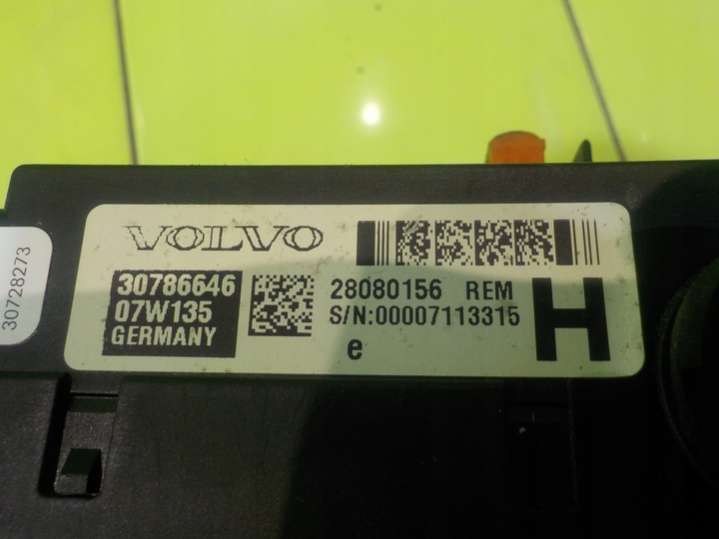 VOLVO
30786646
07W135
GERMANY
28080156 REM
S/N:00007113315
e
H
30728273